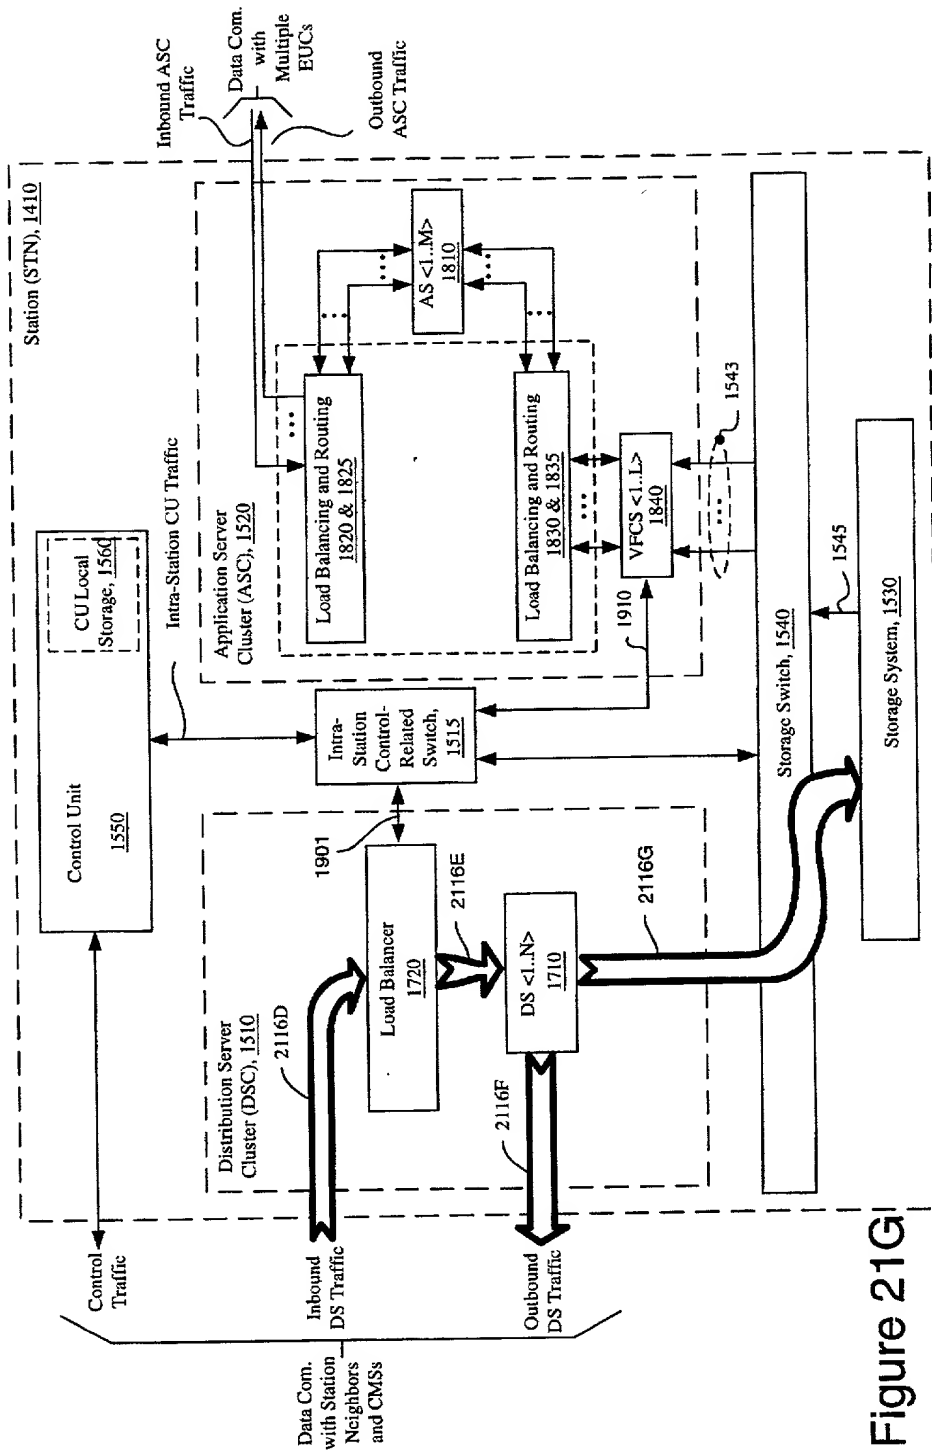 Station (STN), 1410
Control Unit
1550
CU Local
Storage, 1560
Control
Traffic
Intra-Station CU Traffic
Inbound ASC
Traffic
Data Com.
with
Multiple
EUCs
Outbound
ASC Traffic
Data Com.
with Station
Neighbors
and CMSs
Inbound
DS Traffic
Outbound
DS Traffic
Distribution Server
Cluster (DSC), 1510
2116D
Load Balancer
1720
1901
2116E
DS <1..N>
1710
2116F
2116G
Intra-
Station
Control-
Related
Switch,
1515
1910
Application Server
Cluster (ASC), 1520
Load Balancing and Routing
1820 & 1825
AS <1..M>
1810
Load Balancing and Routing
1830 & 1835
VFCS <1..L>
1840
1543
Storage Switch, 1540
1545
Storage System, 1530
Figure 21G